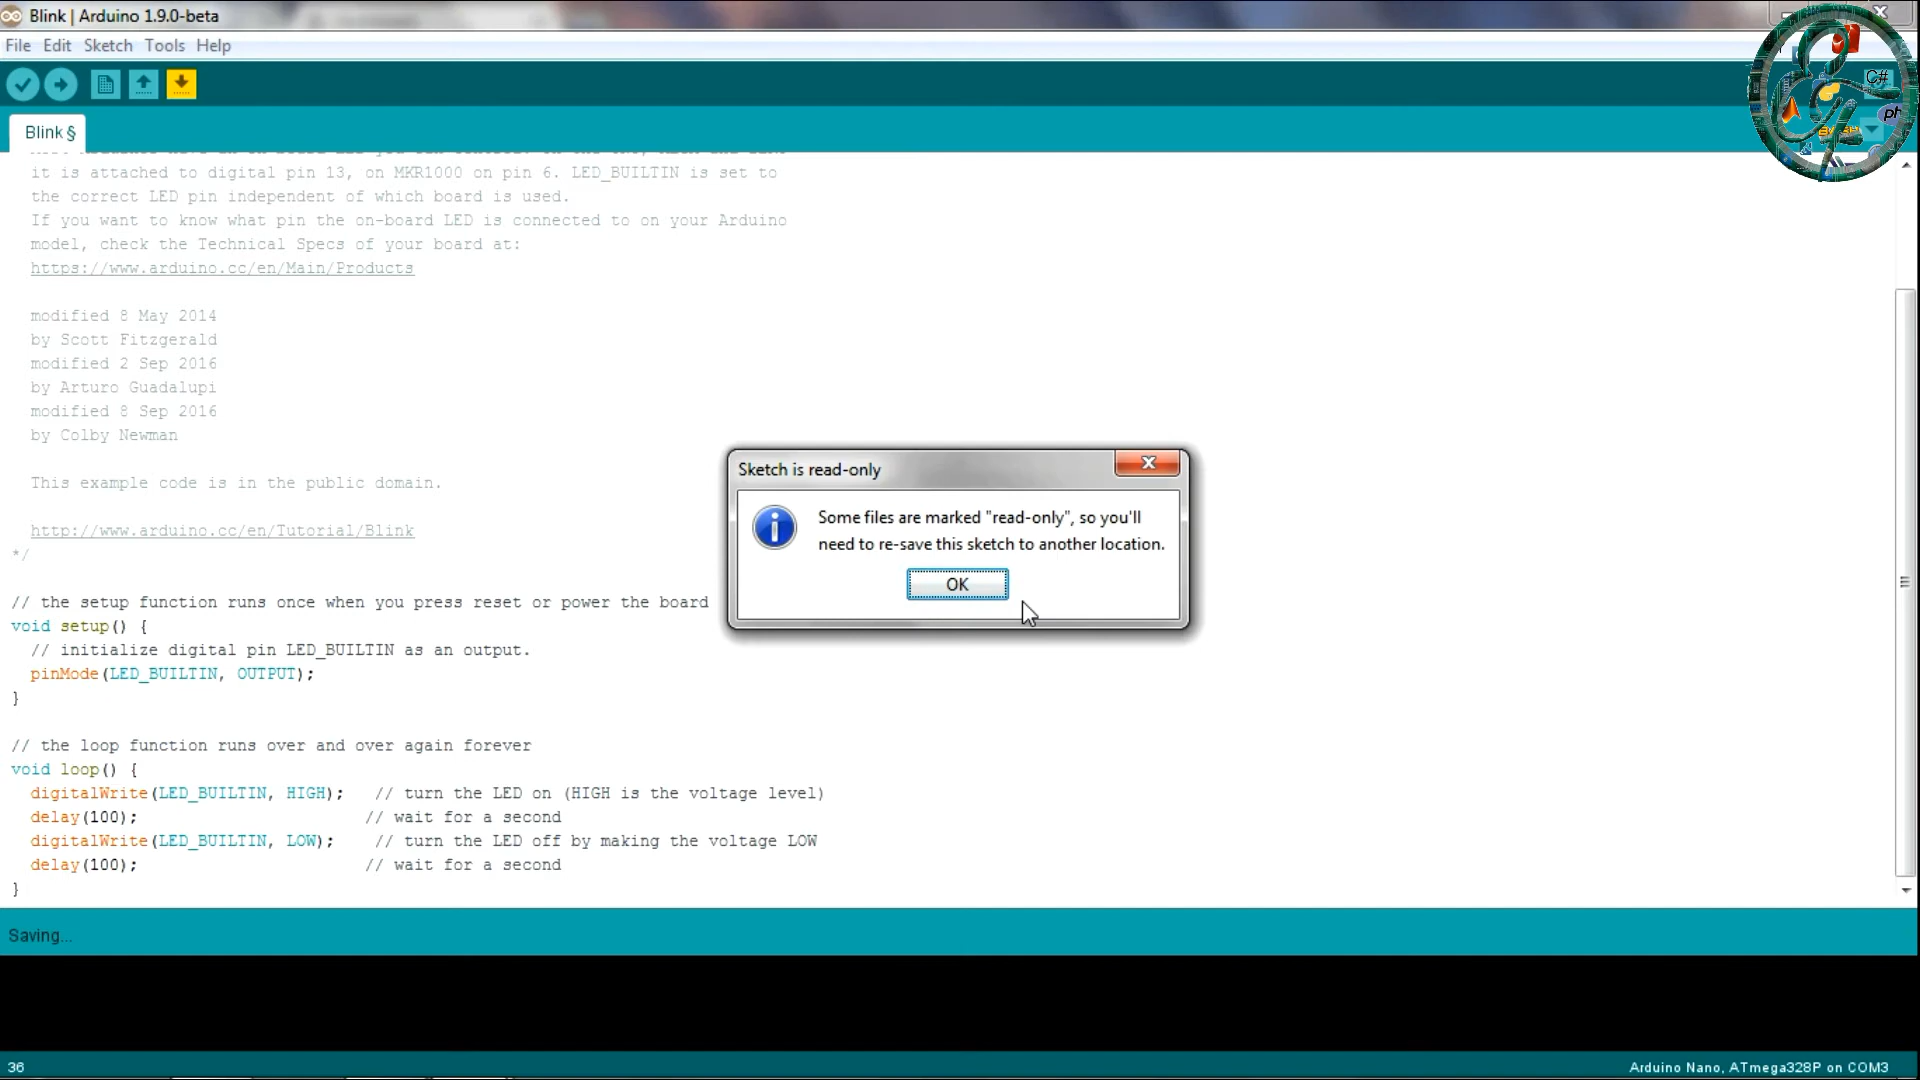 Blink | Arduino 1.9.0-beta
File Edit Sketch Tools Help
C#
ph
Blink §
it is attached to digital pin 13, on MKR1000 on pin 6. LED_BUILTIN is set to
the correct LED pin independent of which board is used.
If you want to know what pin the on-board LED is connected to on your Arduino
model, check the Technical Specs of your board at:
https://www.arduino.cc/en/Main/Products
modified 8 May 2014
by Scott Fitzgerald
modified 2 Sep 2016
by Arturo Guadalupi
modified 8 Sep 2016
by Colby Newman
This example code is in the public domain.
http://www.arduino.cc/en/Tutorial/Blink
*/
Sketch is read-only
Some files are marked "read-only", so you'll
need to re-save this sketch to another location.
OK
// the setup function runs once when you press reset or power the board
void setup() {
// initialize digital pin LED_BUILTIN as an output.
pinMode(LED_BUILTIN, OUTPUT);
}
// the loop function runs over and over again forever
void loop() {
digitalWrite(LED_BUILTIN, HIGH); // turn the LED on (HIGH is the voltage level)
delay(100); // wait for a second
digitalWrite(LED_BUILTIN, LOW); // turn the LED off by making the voltage LOW
delay(100); // wait for a second
}
Saving...
36
Arduino Nano, ATmega328P on COM3